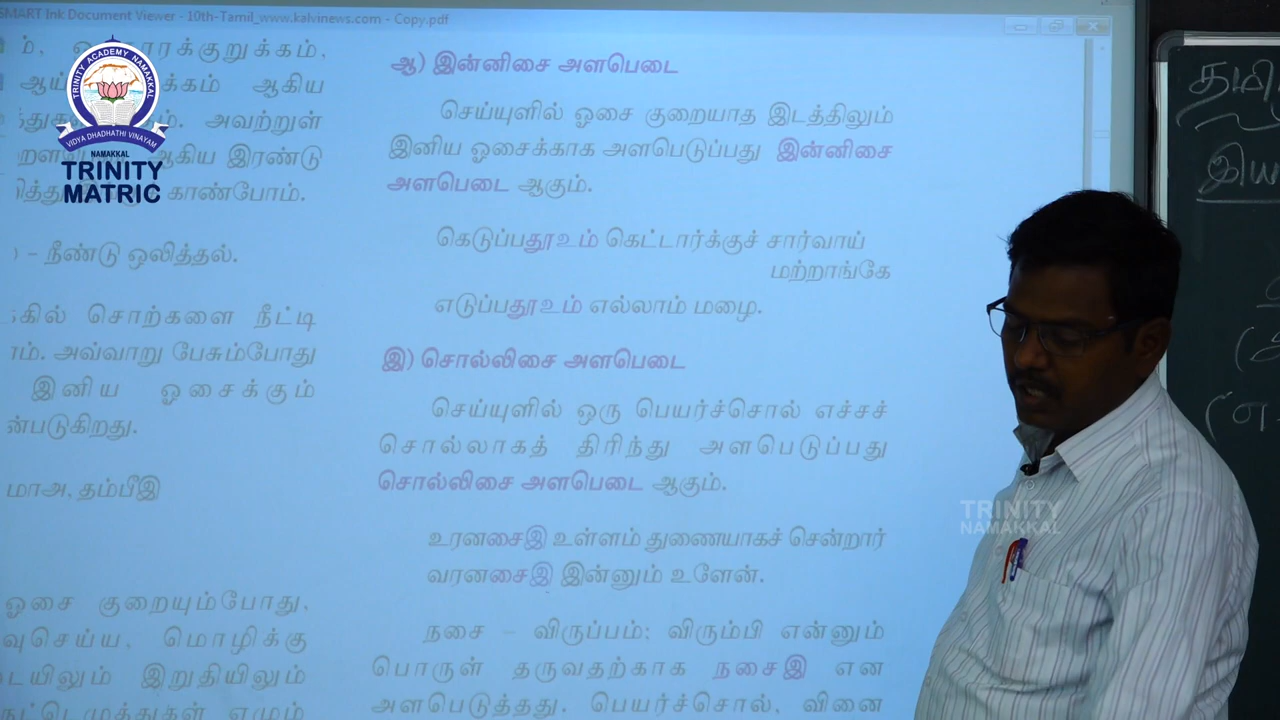 SMART Ink Document Viewer - 10th-Tamil_www.kalvinews.com - Copy.pdf
TRINITY ACADEMY NAMAKKAL
VIDYA DHADHATHI VINAYAM
NAMAKKAL
TRINITY
MATRIC
ஆகிய
அவற்றுள்
ஆகிய இரண்டு
காண்போம்.
– நீண்டு ஒலித்தல்.
சொற்களை நீட்டி
அவ்வாறு பேசும்போது
இனிய ஓசைக்கும்
தம்பீஇ
ஓசை குறையும்போது,
மொழிக்கு
இறுதியிலும்
ஆ) இன்னிசை அளபெடை
செய்யுளில் ஓசை குறையாத இடத்திலும்
இனிய ஓசைக்காக அளபெடுப்பது இன்னிசை
அளபெடை ஆகும்.
கெடுப்பதூஉம் கெட்டார்க்குச் சார்வாய்
மற்றாங்கே
எடுப்பதூஉம் எல்லாம் மழை.
இ) சொல்லிசை அளபெடை
செய்யுளில் ஒரு பெயர்ச்சொல் எச்சச்
சொல்லாகத் திரிந்து அளபெடுப்பது
சொல்லிசை அளபெடை ஆகும்.
உரனசைஇ உள்ளம் துணையாகச் சென்றார்
வரனசைஇ இன்னும் உளேன்.
நசை – விருப்பம்; விரும்பி என்னும்
பொருள் தருவதற்காக நசைஇ என
அளபெடுத்தது. பெயர்ச்சொல், வினை
TRINITY
NAMAKKAL